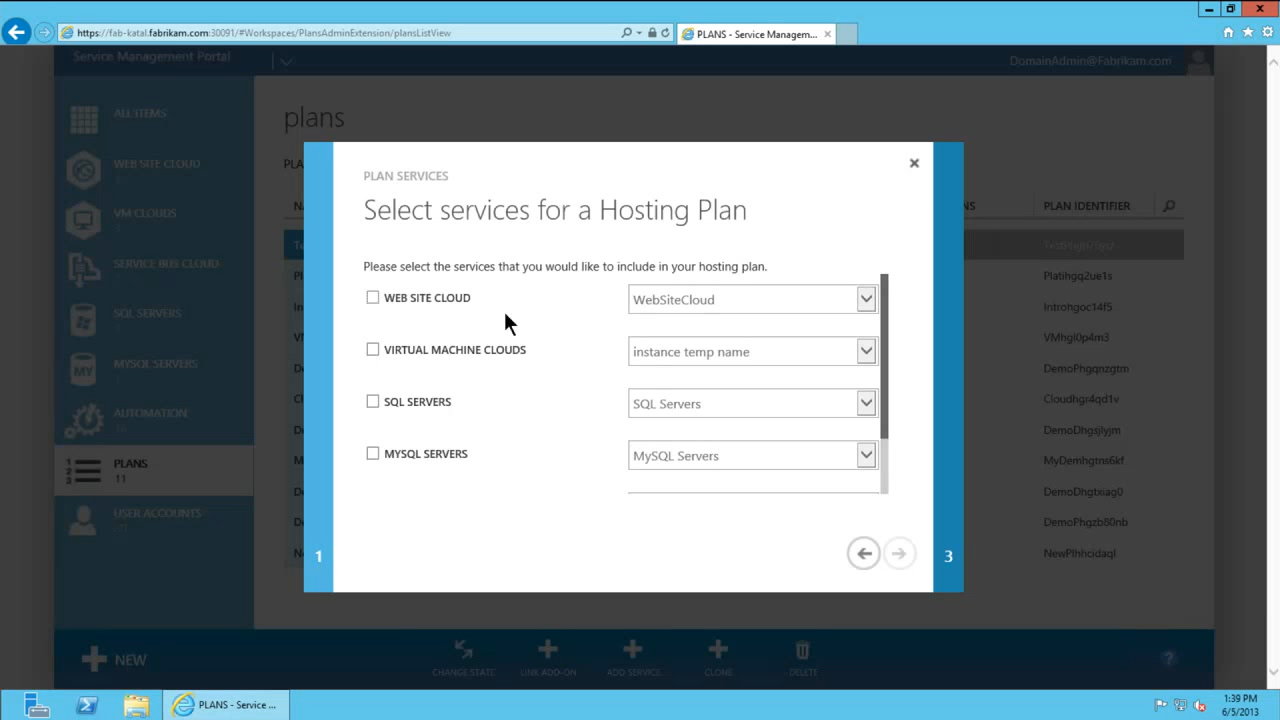 https://fab-katal.fabrikam.com:30091/#Workspaces/PlansAdminExtension/plansListView
PLANS - Service Managem...
Service Management Portal
DomainAdmin@Fabrikam.com
ALL ITEMS
WEB SITE CLOUD
VM CLOUDS
SERVICE BUS CLOUD
SQL SERVERS
MYSQL SERVERS
AUTOMATION
PLANS
11
USER ACCOUNTS
plans
PLA
NS
PLAN IDENTIFIER
Platihgq2ue1s
Introhgoc14f5
VMhgl0p4m3
DemoPhgqnzgtm
Cloudhgr4qd1v
DemoDhgsjlyjm
MyDemhgtns6kf
DemoDhgtxiag0
DemoPhgzb80nb
NewPlhhcidaql
PLAN SERVICES
Select services for a Hosting Plan
Please select the services that you would like to include in your hosting plan.
WEB SITE CLOUD
WebSiteCloud
VIRTUAL MACHINE CLOUDS
instance temp name
SQL SERVERS
SQL Servers
MYSQL SERVERS
MySQL Servers
1
3
NEW
CHANGE STATE
LINK ADD-ON
ADD SERVICE
CLONE
DELETE
?
PLANS - Service ...
1:39 PM
6/5/2013